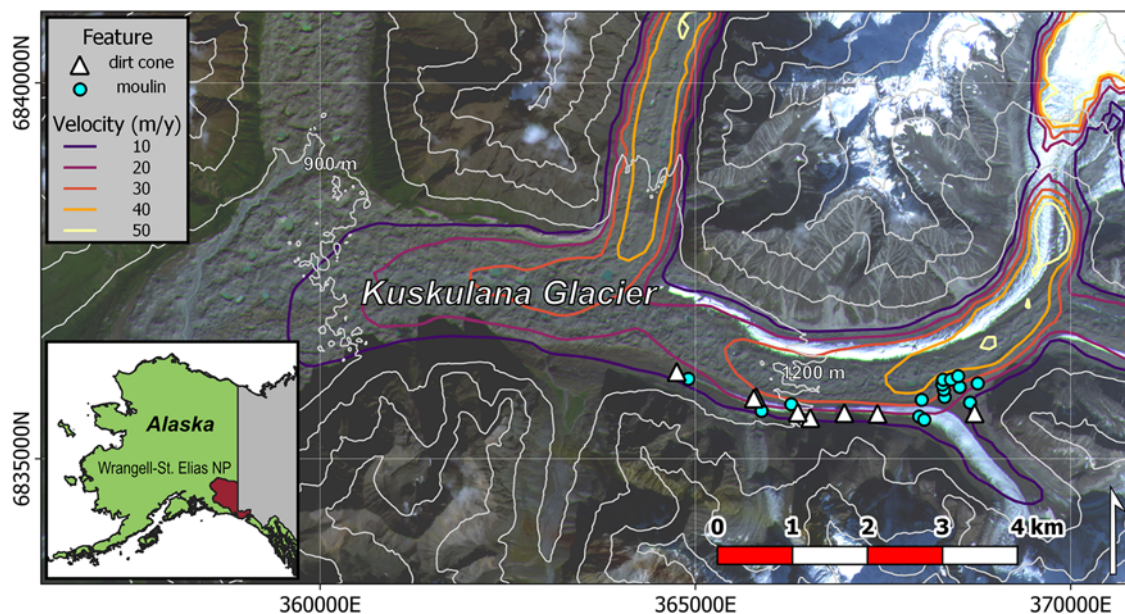 Feature
dirt cone
moulin
Velocity (m/y)
10
20
30
40
50
6840000N
6835000N
900 m
Kuskulana Glacier
1200 m
Alaska
Wrangell-St. Elias NP
0 1 2 3 4 km
360000E 365000E 370000E